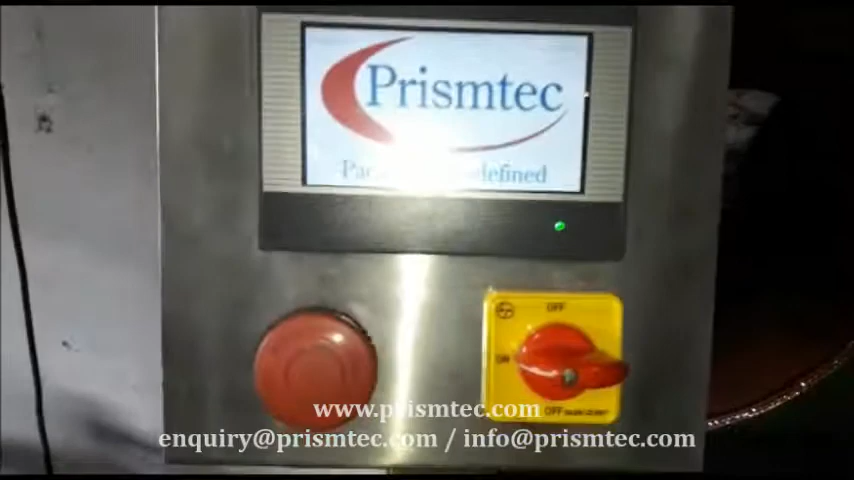 Prismtec
defined
OFF
ON
OFF
www.prismtec.com
enquiry@prismtec.com / info@prismtec.com